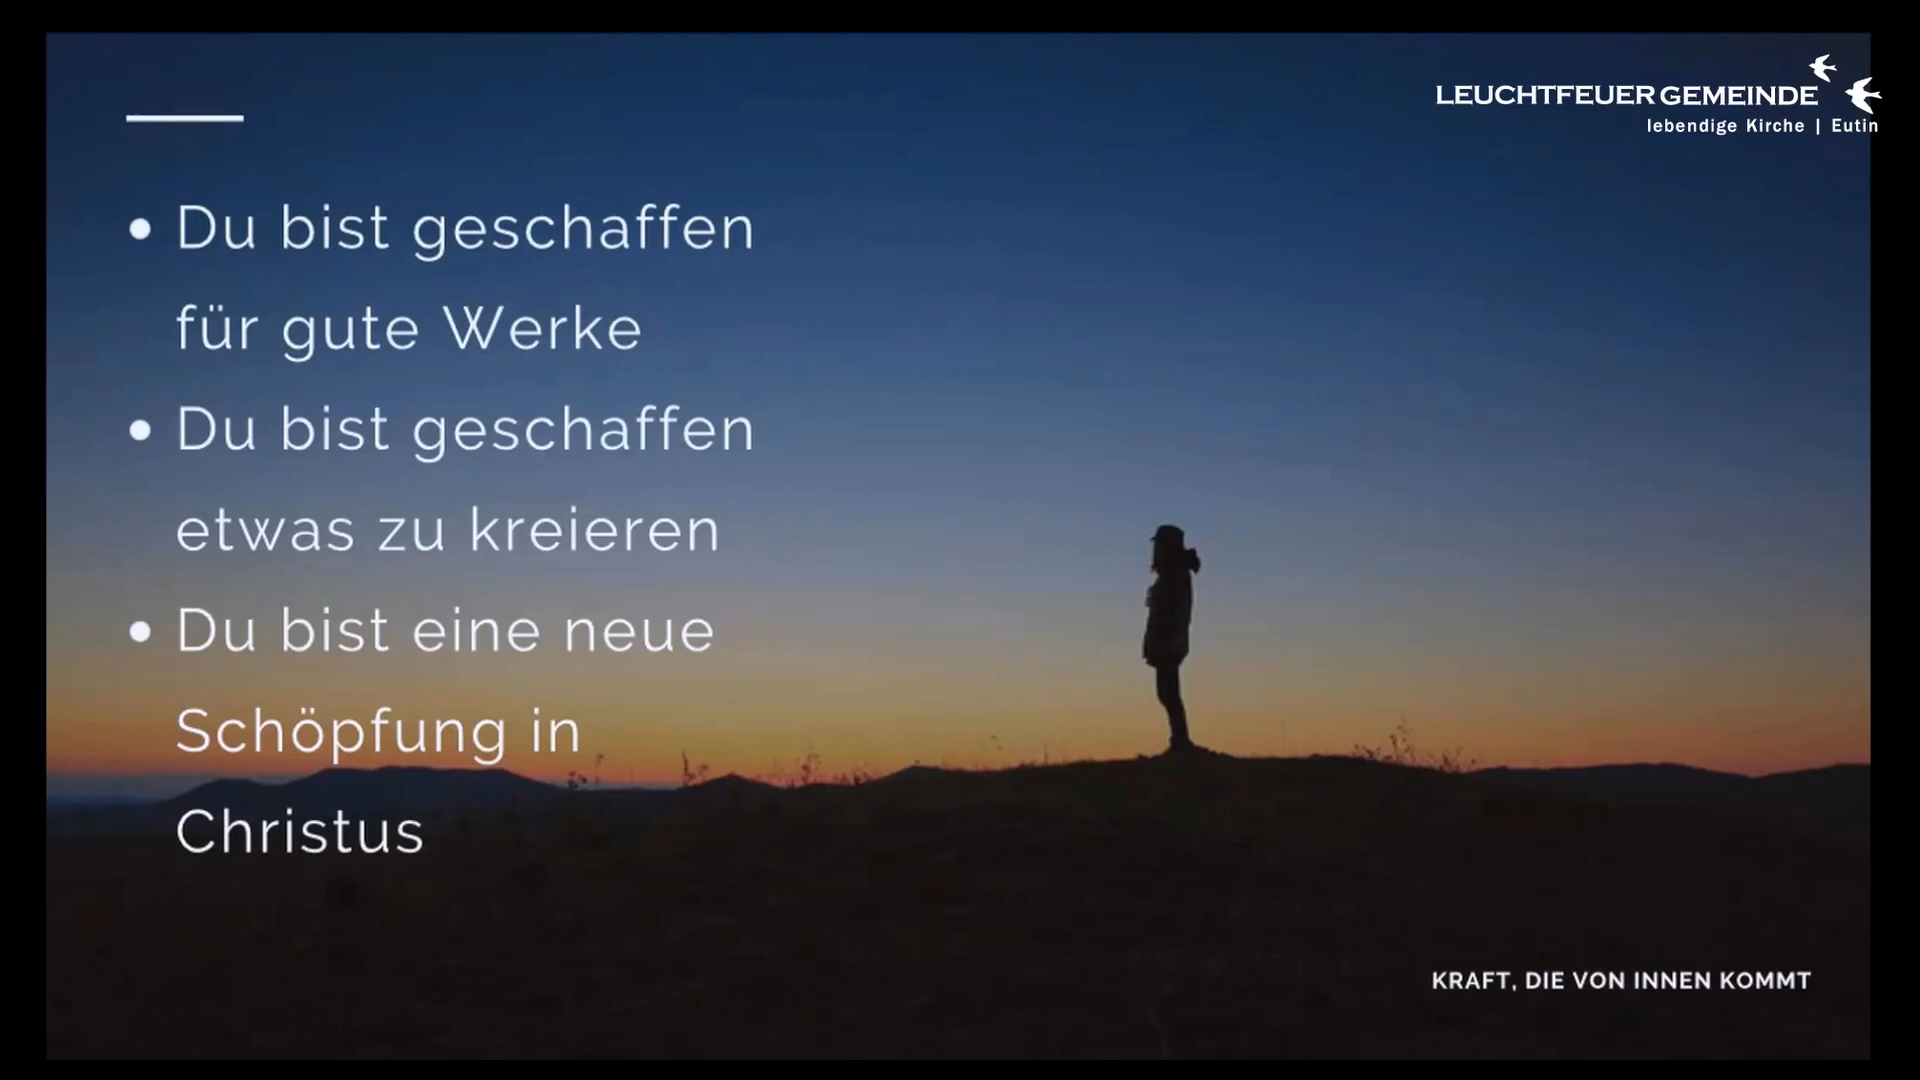 LEUCHTFEUER GEMEINDE
lebendige Kirche | Eutin
• Du bist geschaffen
für gute Werke
• Du bist geschaffen
etwas zu kreieren
• Du bist eine neue
Schöpfung in
Christus
KRAFT, DIE VON INNEN KOMMT